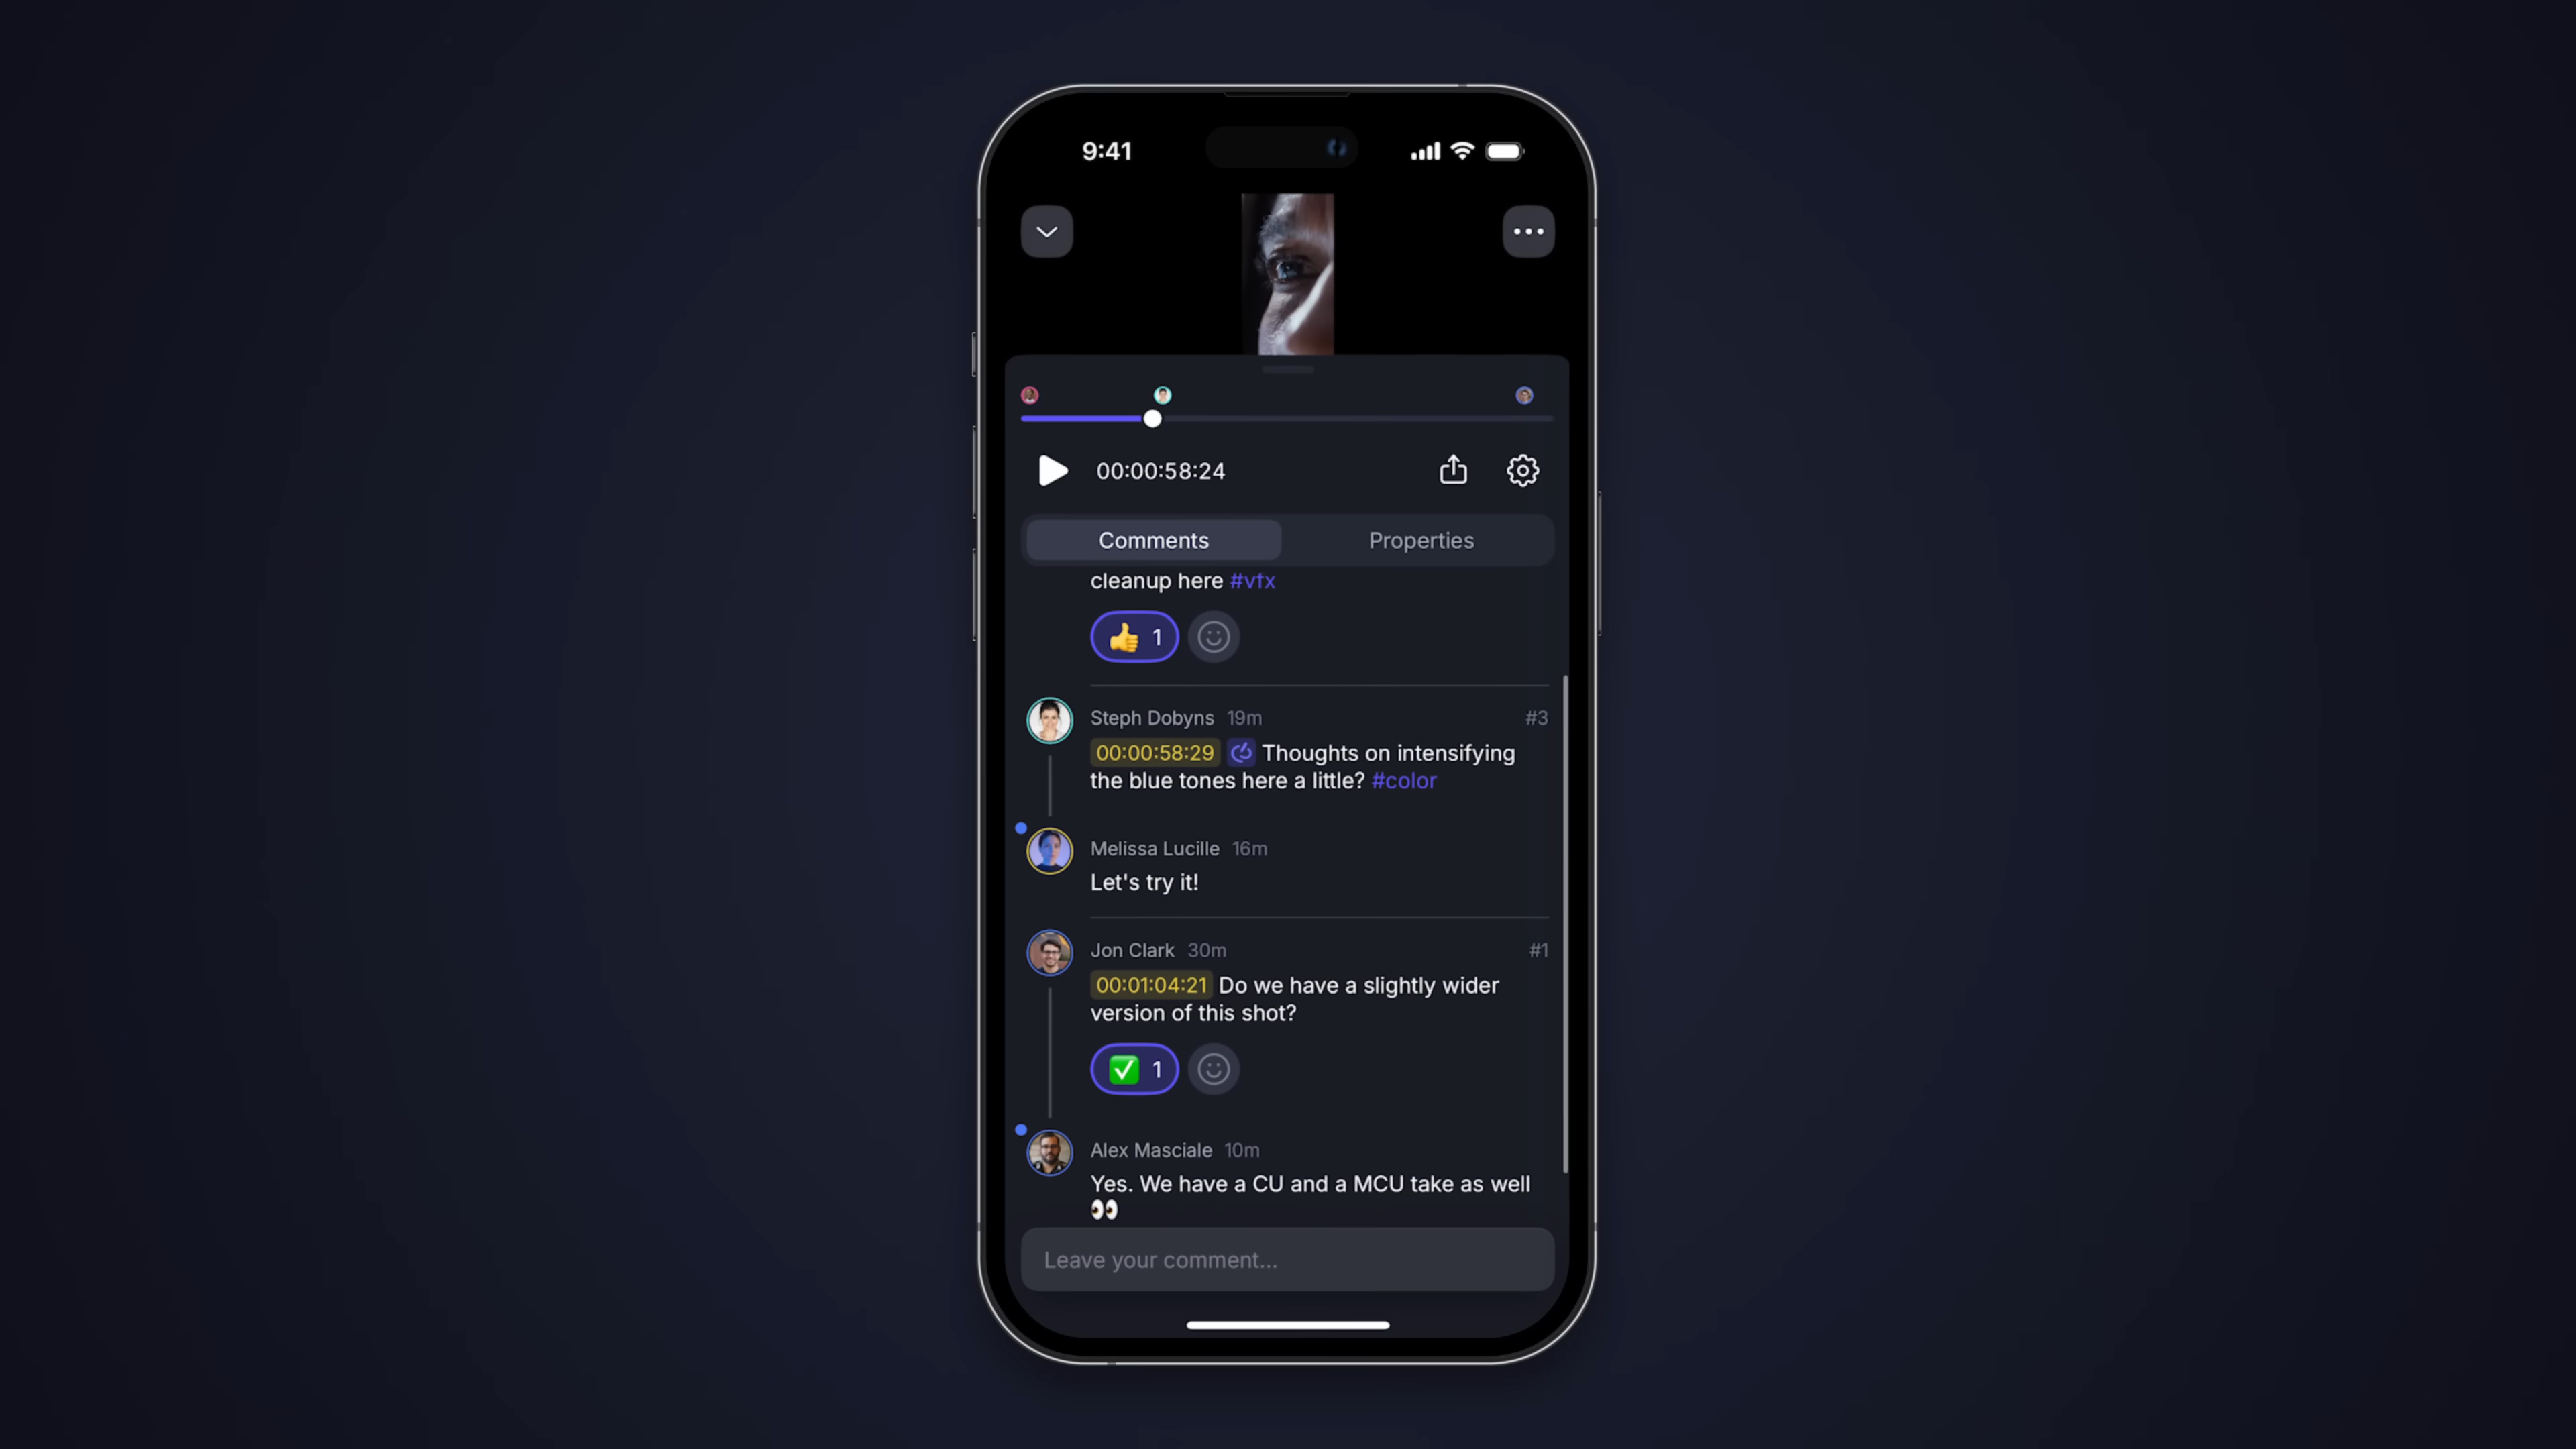 9:41
00:00:58:24
Comments Properties
cleanup here #vfx
👍 1
Steph Dobyns 19m #3
00:00:58:29 Thoughts on intensifying
the blue tones here a little? #color
Melissa Lucille 16m
Let's try it!
Jon Clark 30m #1
00:01:04:21 Do we have a slightly wider
version of this shot?
✅ 1
Alex Masciale 10m
Yes. We have a CU and a MCU take as well
👀
Leave your comment...